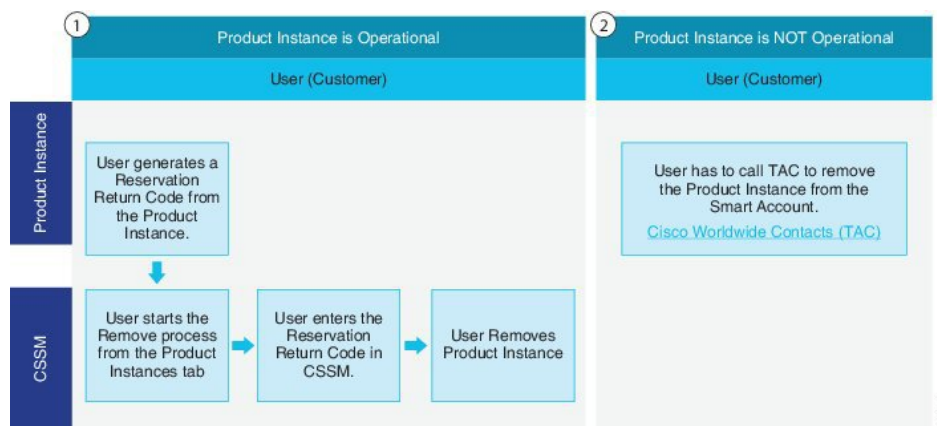 1
Product Instance is Operational
User (Customer)
2
Product Instance is NOT Operational
User (Customer)
Product Instance
User generates a
Reservation
Return Code from
the Product
Instance.
User has to call TAC to remove
the Product Instance from the
Smart Account.
Cisco Worldwide Contacts (TAC)
CSSM
User starts the
Remove process
from the Product
Instances tab
User enters the
Reservation
Return Code in
CSSM.
User Removes
Product Instance